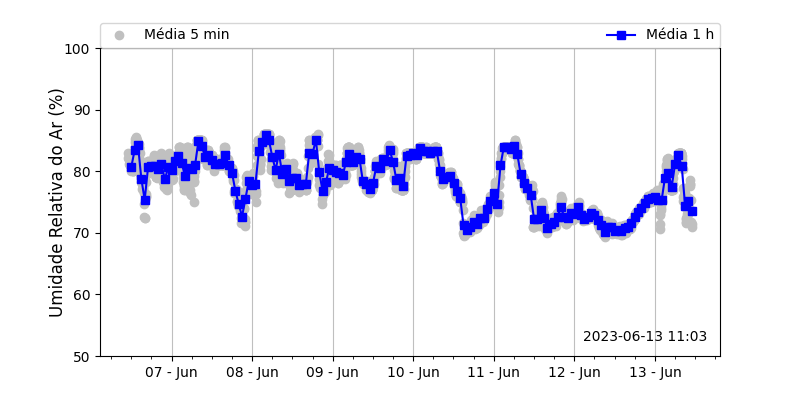 Média 5 min
Média 1 h
Umidade Relativa do Ar (%)
100
90
80
70
60
50
2023-06-13 11:03
07 - Jun
08 - Jun
09 - Jun
10 - Jun
11 - Jun
12 - Jun
13 - Jun